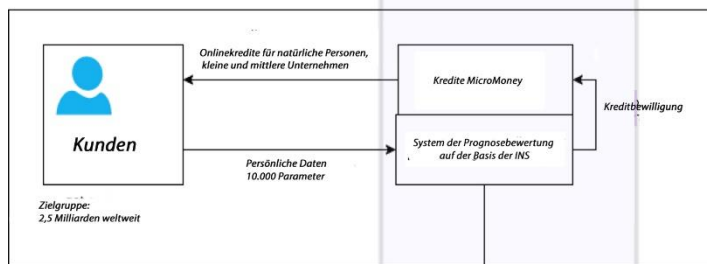 Onlinekredite für natürliche Personen,
kleine und mittlere Unternehmen
Kunden
Kredite MicroMoney
Kreditbewilligung
System der Prognosebewertung
auf der Basis der INS
Persönliche Daten
10.000 Parameter
Zielgruppe:
2,5 Milliarden weltweit